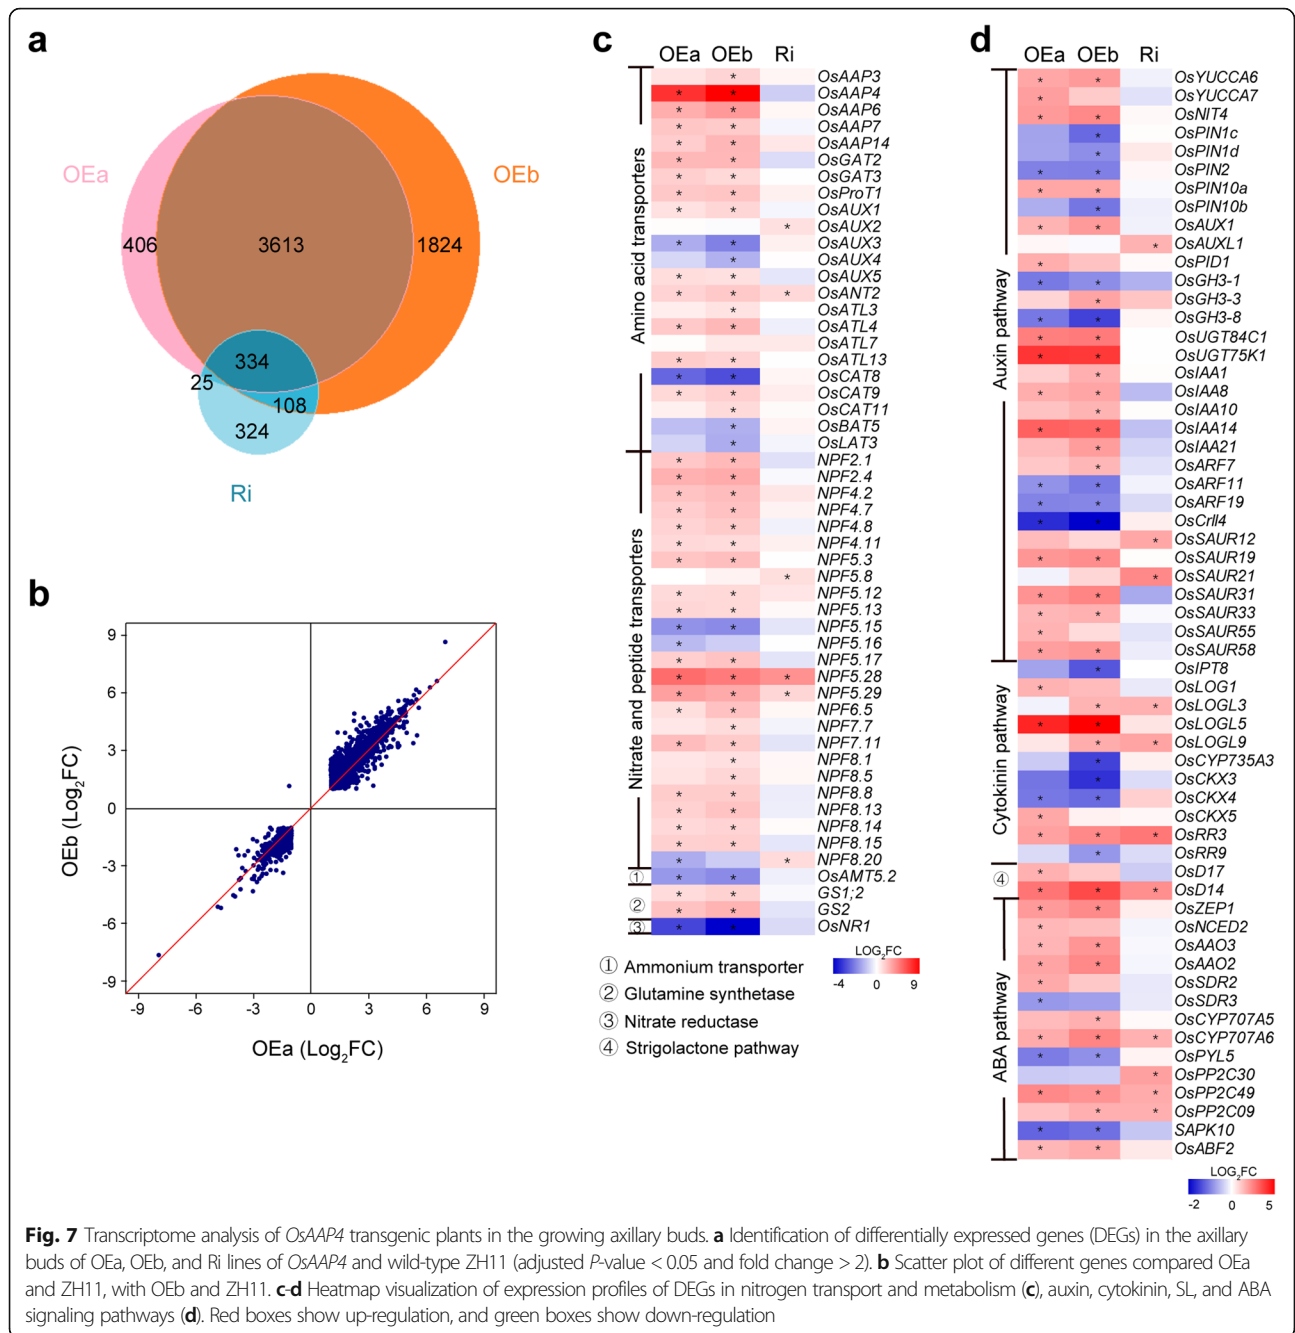 a
OEa
OEb
406
3613
1824
334
25
108
324
Ri
b
9
6
3
0
-3
-6
-9
-9
-6
-3
0
3
6
9
OEb (Log2FC)
OEa (Log2FC)
c
OEa OEb Ri
Amino acid transporters
OsAAP3
OsAAP4
OsAAP6
OsAAP7
OsAAP14
OsGAT2
OsGAT3
OsProT1
OsAUX1
OsAUX2
OsAUX3
OsAUX4
OsAUX5
OsANT2
OsATL3
OsATL4
OsATL7
OsATL13
OsCAT8
OsCAT9
OsCAT11
OsBAT5
OsLAT3
Nitrate and peptide transporters
NPF2.1
NPF2.4
NPF4.2
NPF4.7
NPF4.8
NPF4.11
NPF5.3
NPF5.8
NPF5.12
NPF5.13
NPF5.15
NPF5.16
NPF5.17
NPF5.28
NPF5.29
NPF6.5
NPF7.7
NPF7.11
NPF8.1
NPF8.5
NPF8.8
NPF8.13
NPF8.14
NPF8.15
NPF8.20
① OsAMT5.2
GS1;2
② GS2
③ OsNR1
LOG2FC
-4 0 9
① Ammonium transporter
② Glutamine synthetase
③ Nitrate reductase
④ Strigolactone pathway
d
OEa OEb Ri
Auxin pathway
OsYUCCA6
OsYUCCA7
OsNIT4
OsPIN1c
OsPIN1d
OsPIN2
OsPIN10a
OsPIN10b
OsAUX1
OsAUXL1
OsPID1
OsGH3-1
OsGH3-3
OsGH3-8
OsUGT84C1
OsUGT75K1
OsIAA1
OsIAA8
OsIAA10
OsIAA14
OsIAA21
OsARF7
OsARF11
OsARF19
OsCrll4
OsSAUR12
OsSAUR19
OsSAUR21
OsSAUR31
OsSAUR33
OsSAUR55
OsSAUR58
Cytokinin pathway
OsIPT8
OsLOG1
OsLOGL3
OsLOGL5
OsLOGL9
OsCYP735A3
OsCKX3
OsCKX4
OsCKX5
OsRR3
OsRR9
④
OsD17
OsD14
ABA pathway
OsZEP1
OsNCED2
OsAAO3
OsAAO2
OsSDR2
OsSDR3
OsCYP707A5
OsCYP707A6
OsPYL5
OsPP2C30
OsPP2C49
OsPP2C09
SAPK10
OsABF2
LOG2FC
-2 0 5
Fig. 7 Transcriptome analysis of OsAAP4 transgenic plants in the growing axillary buds. a Identification of differentially expressed genes (DEGs) in the axillary
buds of OEa, OEb, and Ri lines of OsAAP4 and wild-type ZH11 (adjusted P-value < 0.05 and fold change > 2). b Scatter plot of different genes compared OEa
and ZH11, with OEb and ZH11. c-d Heatmap visualization of expression profiles of DEGs in nitrogen transport and metabolism (c), auxin, cytokinin, SL, and ABA
signaling pathways (d). Red boxes show up-regulation, and green boxes show down-regulation